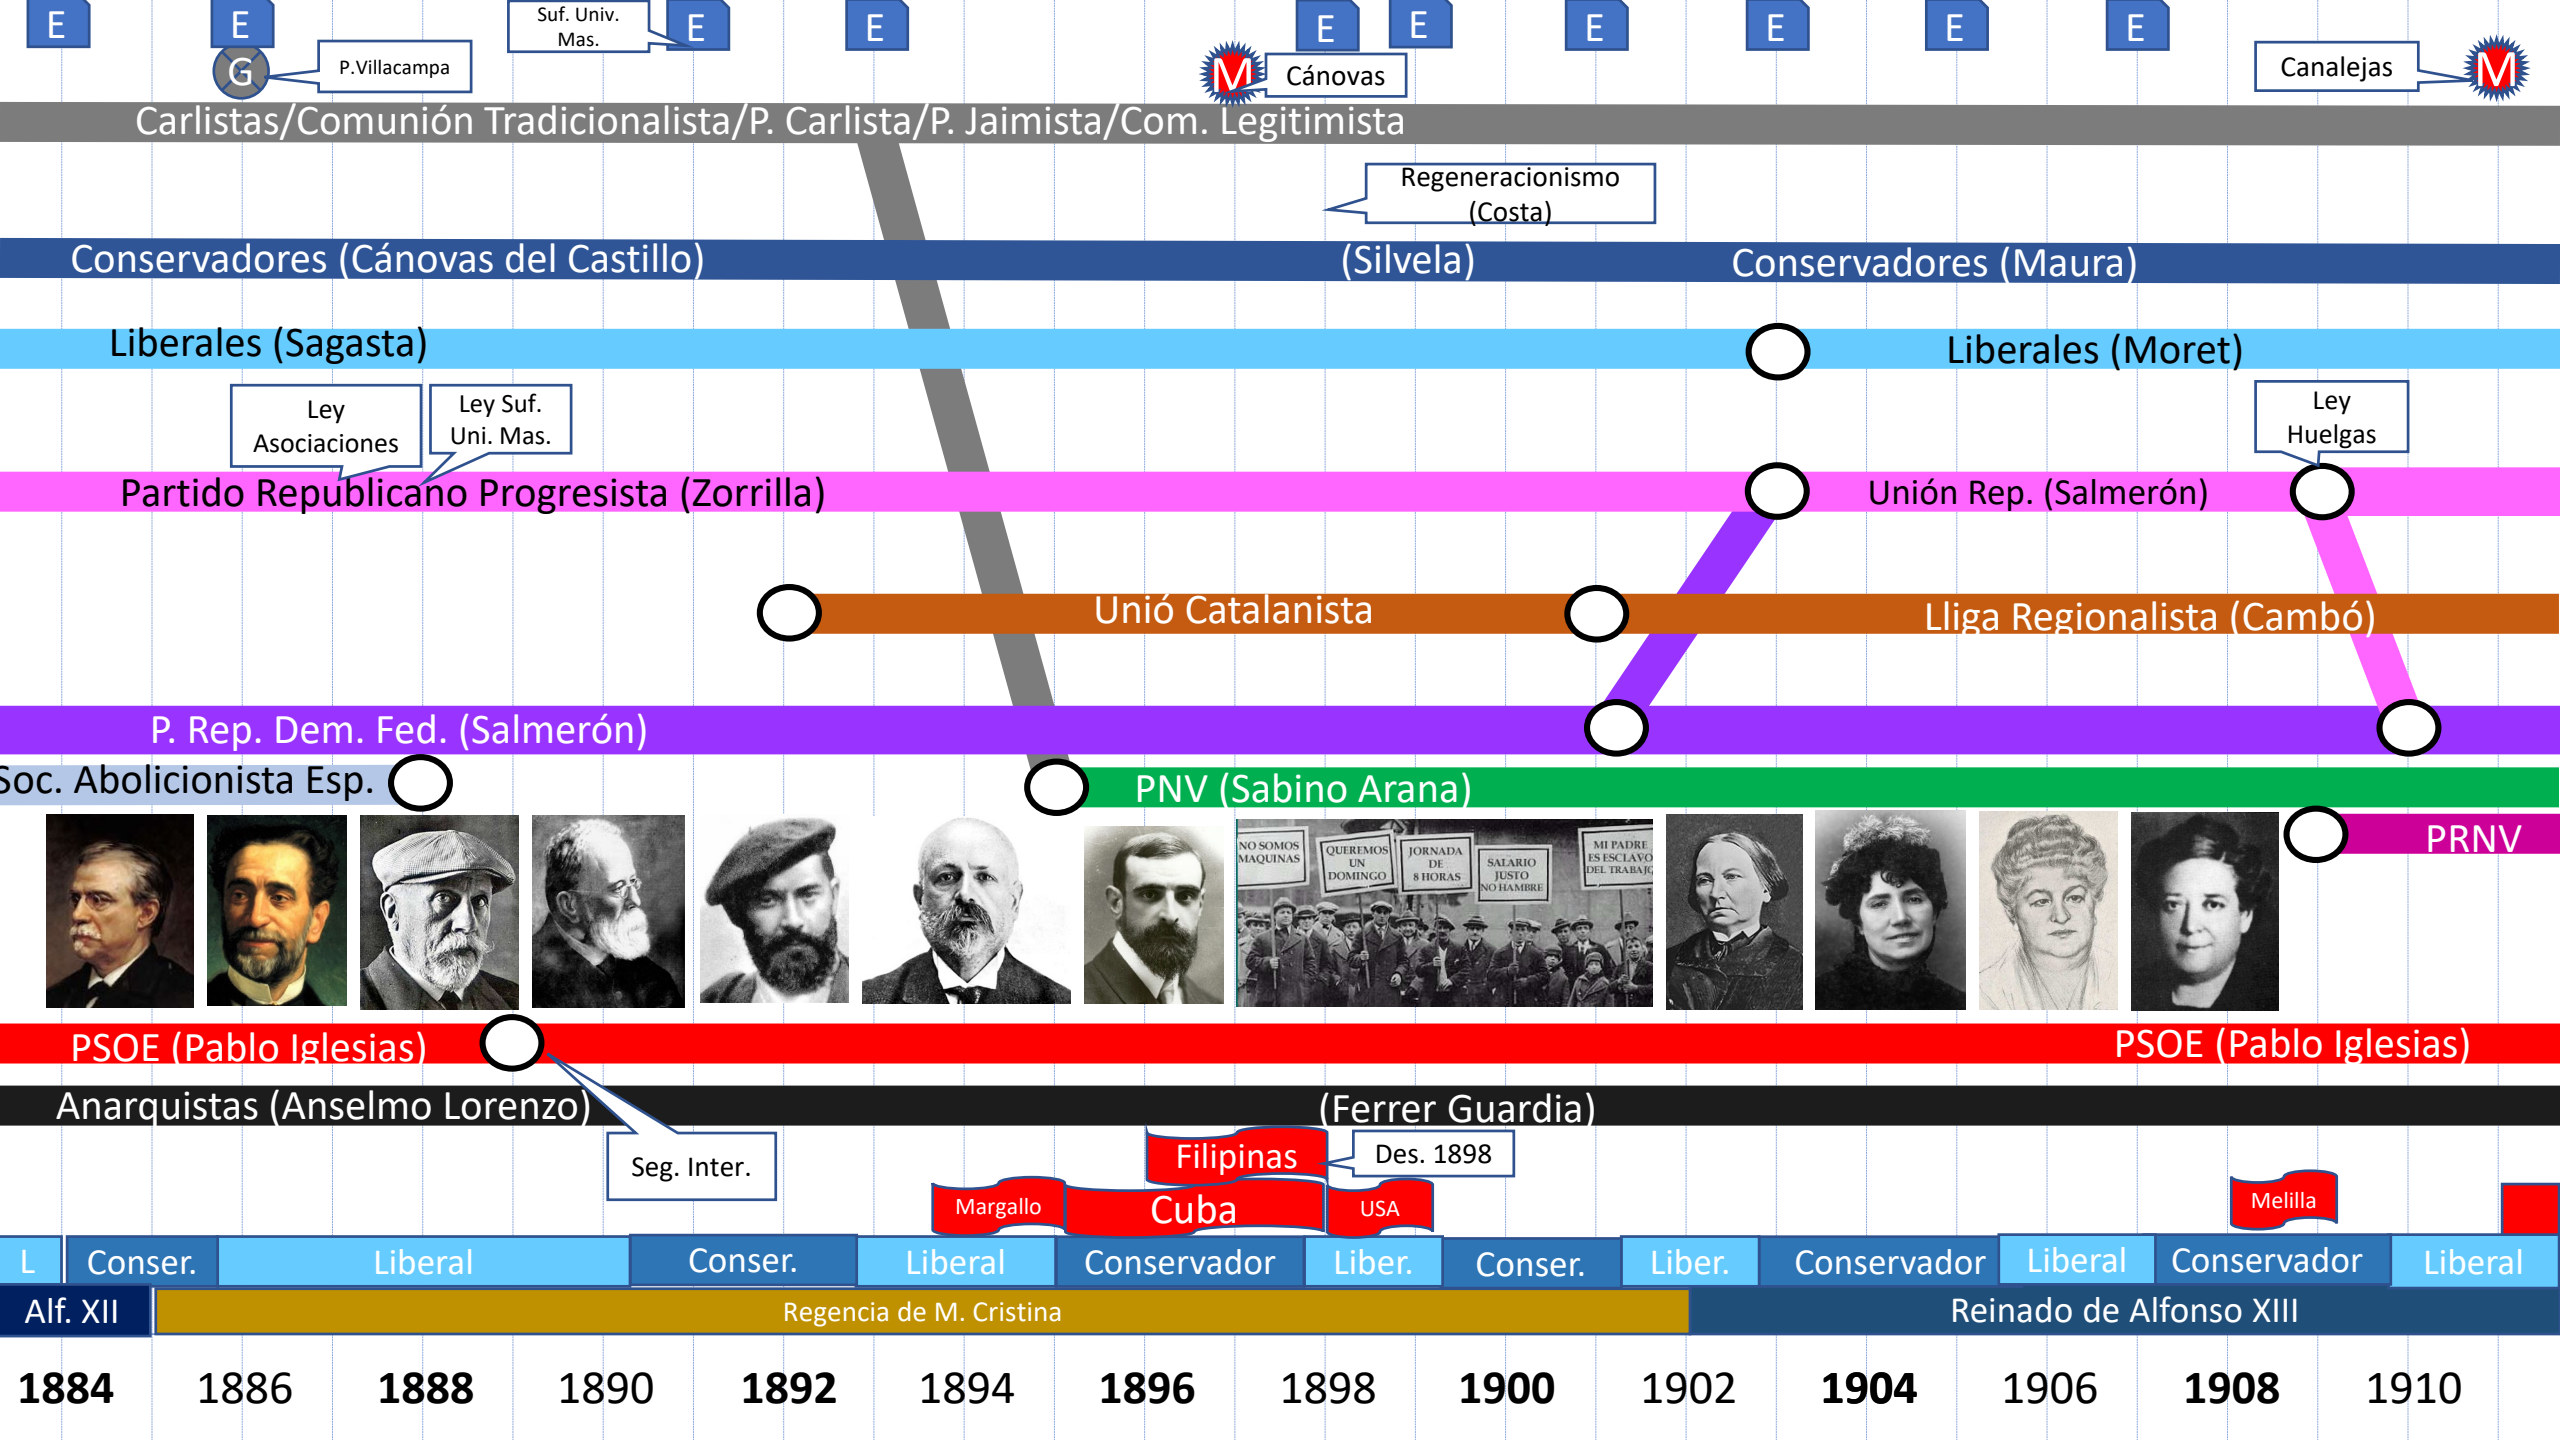 E
E
Suf. Univ.
Mas.
E
E
E
E
E
E
E
E
G
P.Villacampa
M
Cánovas
Canalejas
M
Carlistas/Comunión Tradicionalista/P. Carlista/P. Jaimista/Com. Legitimista
Regeneracionismo
(Costa)
Conservadores (Cánovas del Castillo)
(Silvela)
Conservadores (Maura)
Liberales (Sagasta)
Liberales (Moret)
Ley
Asociaciones
Ley Suf.
Uni. Mas.
Ley
Huelgas
Partido Republicano Progresista (Zorrilla)
Unión Rep. (Salmerón)
Unió Catalanista
Lliga Regionalista (Cambó)
P. Rep. Dem. Fed. (Salmerón)
Soc. Abolicionista Esp.
PNV (Sabino Arana)
PRNV
NO SOMOS
MAQUINAS
QUEREMOS
UN
DOMINGO
JORNADA
DE
8 HORAS
SALARIO
JUSTO
NO HAMBRE
MI PADRE
ES ESCLAVO
DEL TRABAJO
PSOE (Pablo Iglesias)
PSOE (Pablo Iglesias)
Anarquistas (Anselmo Lorenzo)
(Ferrer Guardia)
Seg. Inter.
Filipinas
Des. 1898
Margallo
Cuba
USA
Melilla
L
Conser.
Liberal
Conser.
Liberal
Conservador
Liber.
Conser.
Liber.
Conservador
Liberal
Conservador
Liberal
Alf. XII
Regencia de M. Cristina
Reinado de Alfonso XIII
1884
1886
1888
1890
1892
1894
1896
1898
1900
1902
1904
1906
1908
1910